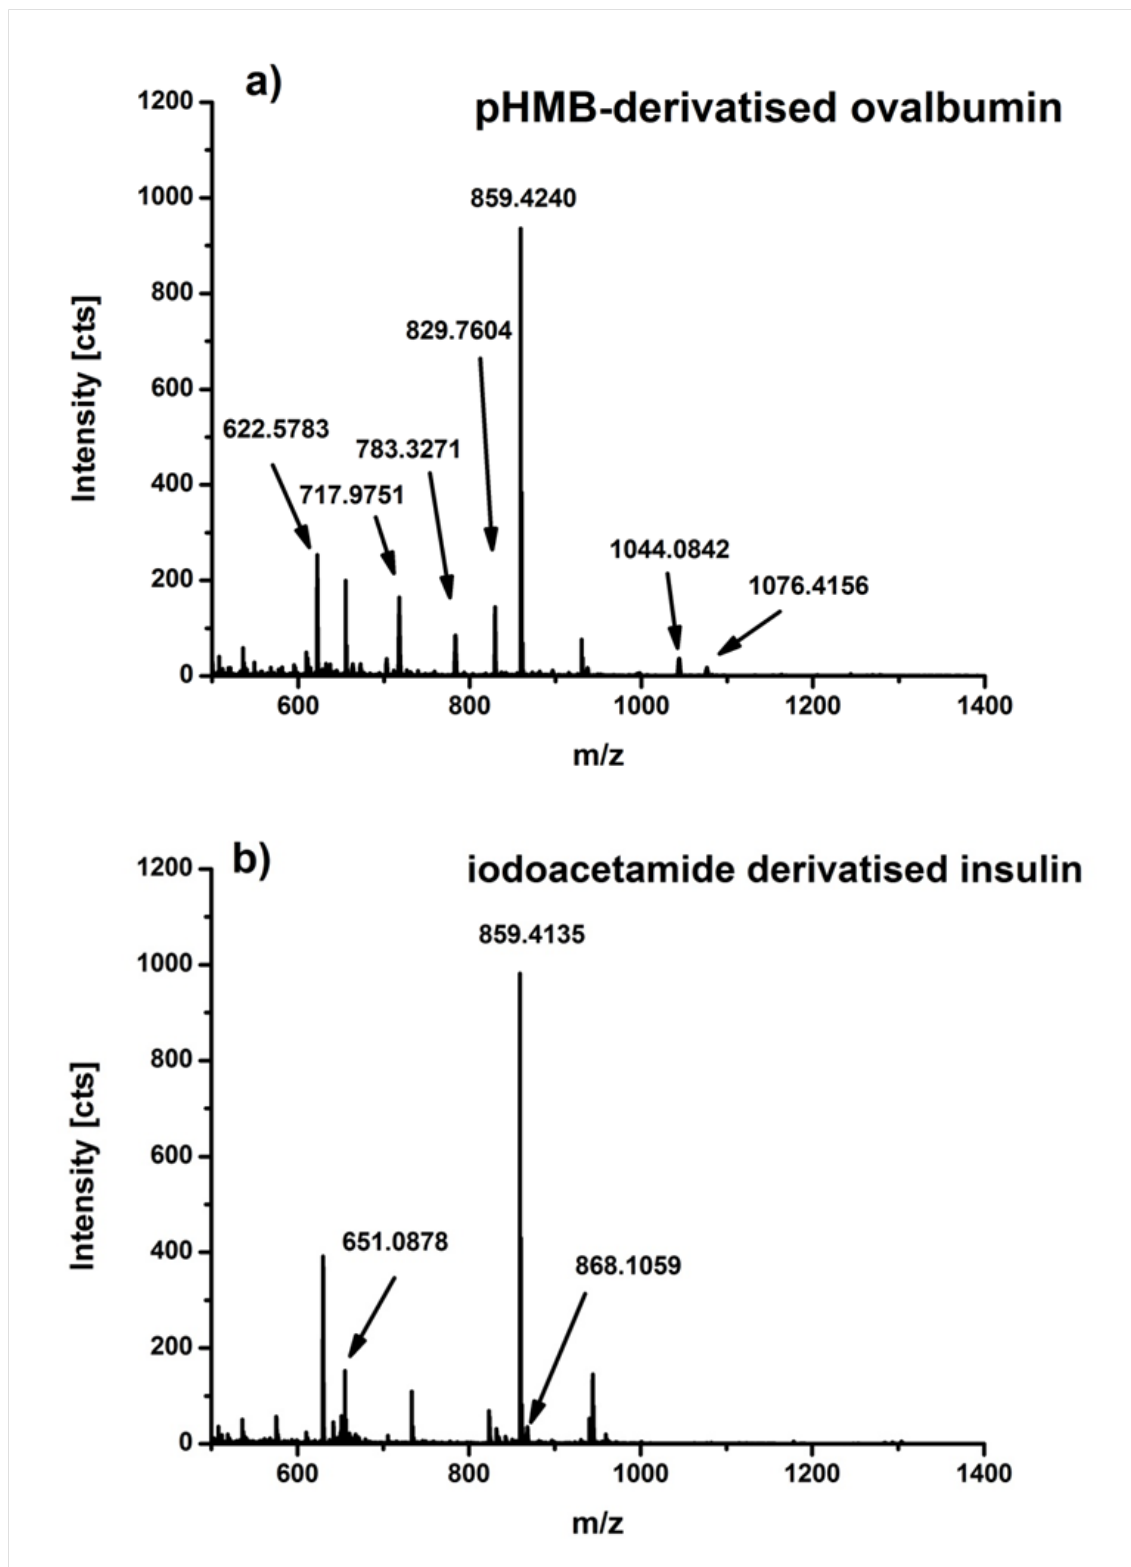 a)
pHMB-derivatised ovalbumin
1200
1000
800
600
400
200
0
Intensity [cts]
859.4240
829.7604
622.5783
783.3271
717.9751
1044.0842
1076.4156
600 800 1000 1200 1400
m/z
b)
iodoacetamide derivatised insulin
1200
1000
800
600
400
200
0
Intensity [cts]
859.4135
651.0878
868.1059
600 800 1000 1200 1400
m/z